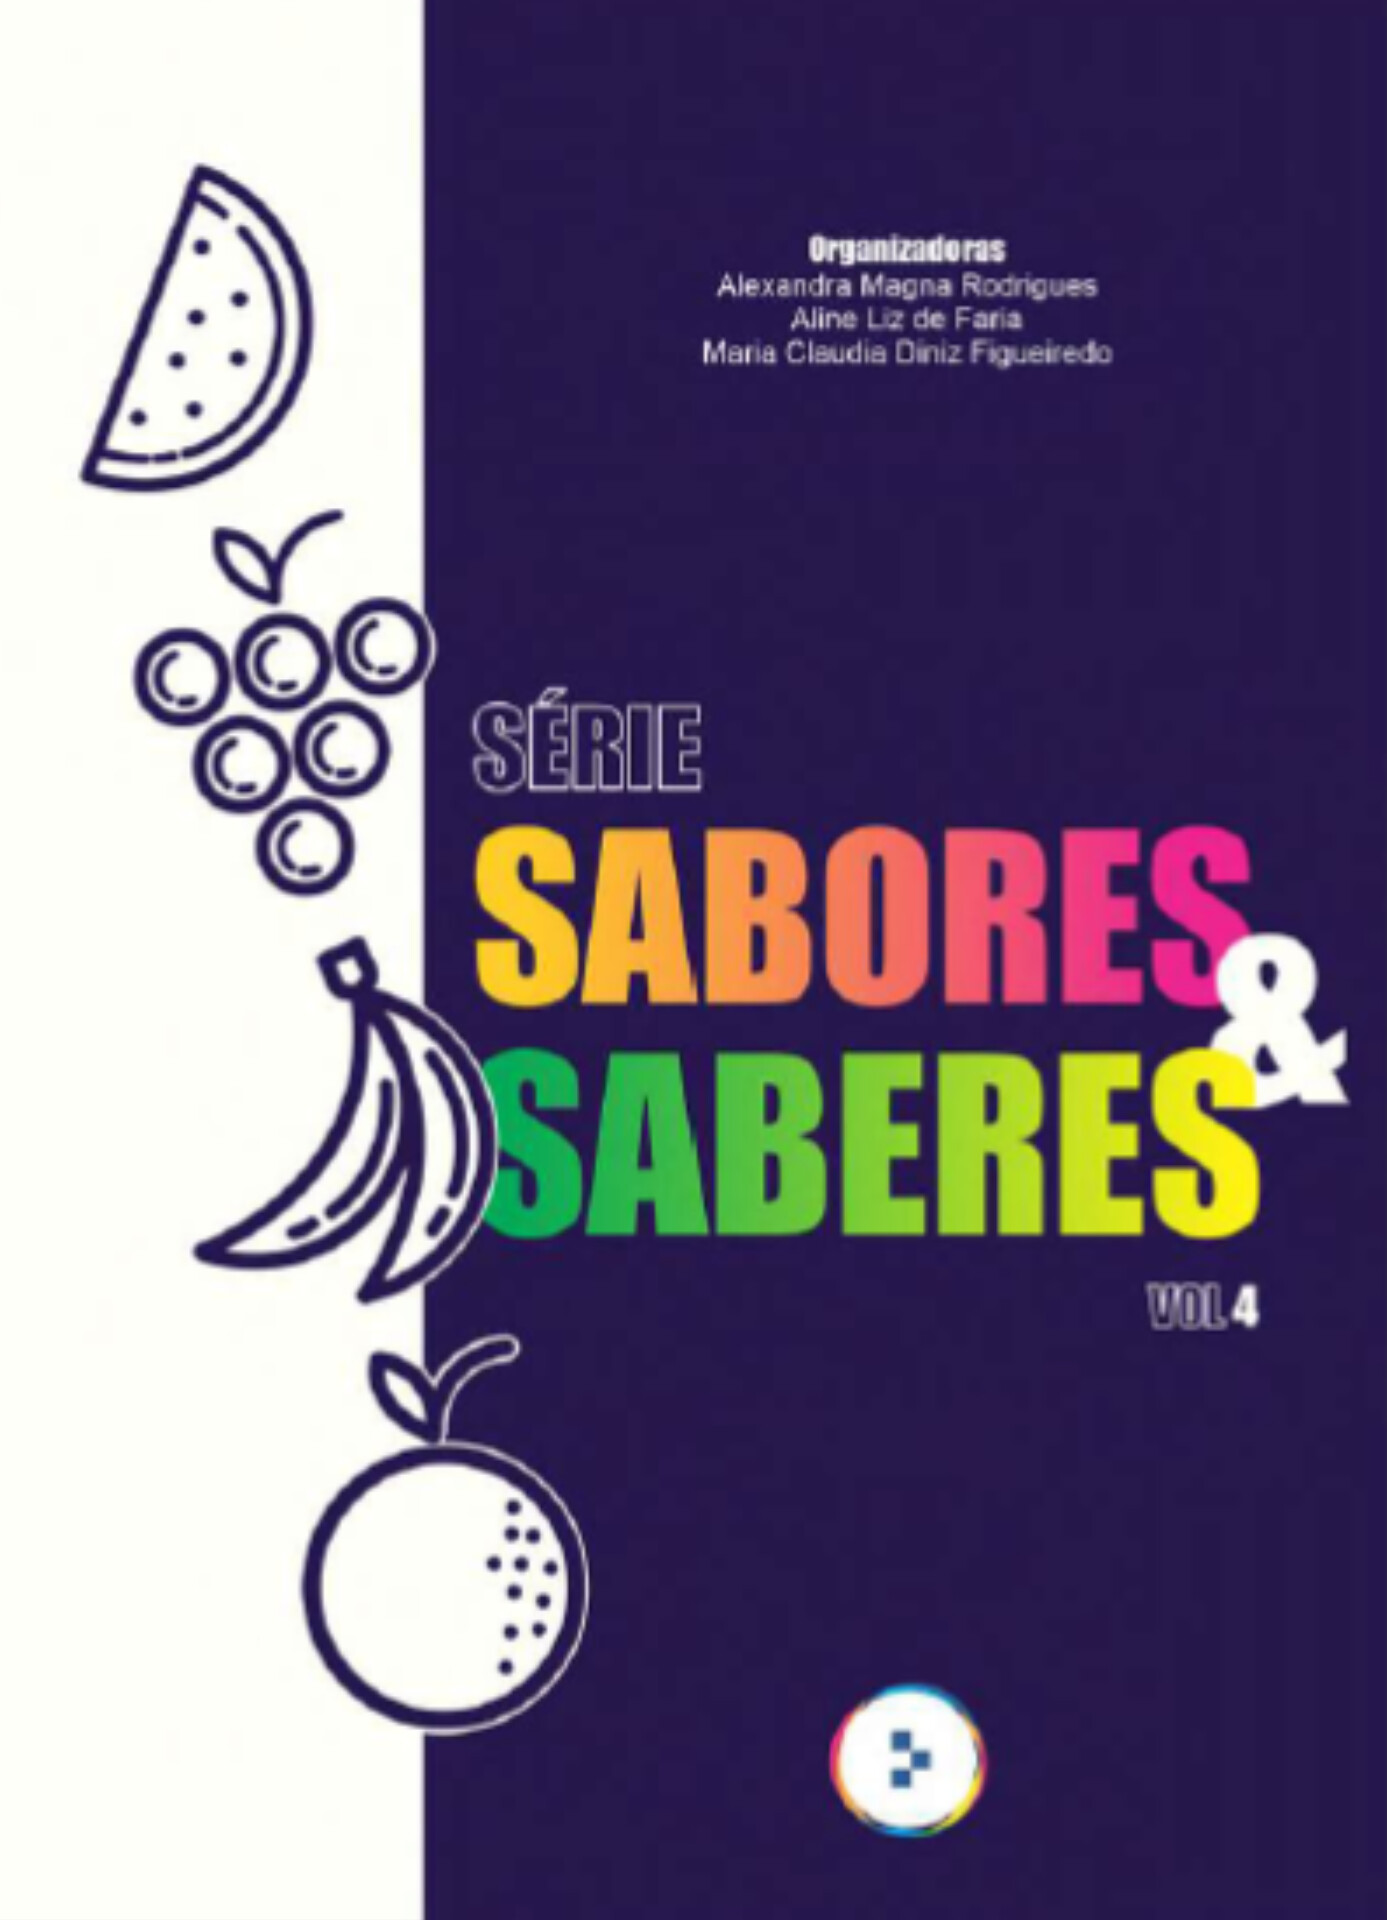 Organizadoras
Alexandra Magna Rodrigues
Aline Liz de Faria
Maria Claudia Diniz Figueiredo
SÉRIE
SABORES
&
SABERES
VOL 4